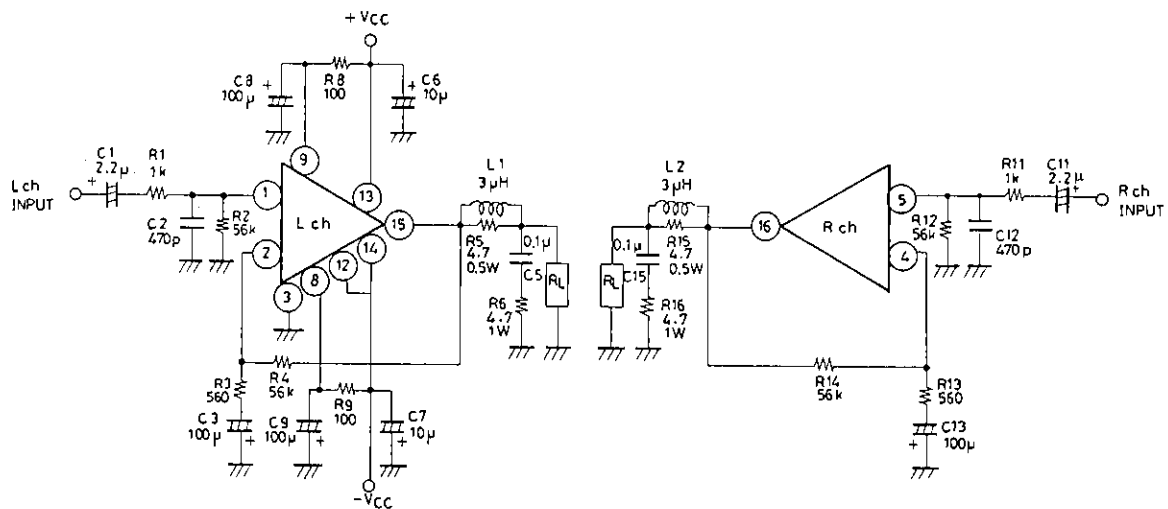 +VCC
C8
100μ
R8
100
C6
10μ
+
+
9
13
C1
2.2μ
+
R1
1k
Lch
INPUT
1
C2
470p
R2
56k
2
Lch
15
14
12
8
3
L1
3μH
R5
4.7
0.5W
0.1μ
C5
R6
4.7
1W
RL
R3
560
R4
56k
C3
100μ
+
C9
100μ
+
R9
100
C7
10μ
+
-VCC
L2
3μH
0.1μ
R15
4.7
0.5W
RL
C15
R16
4.7
1W
16
Rch
5
4
R11
1k
C11
2.2μ
+
Rch
INPUT
R12
56k
C12
470p
R14
56k
R13
560
C13
100μ
+